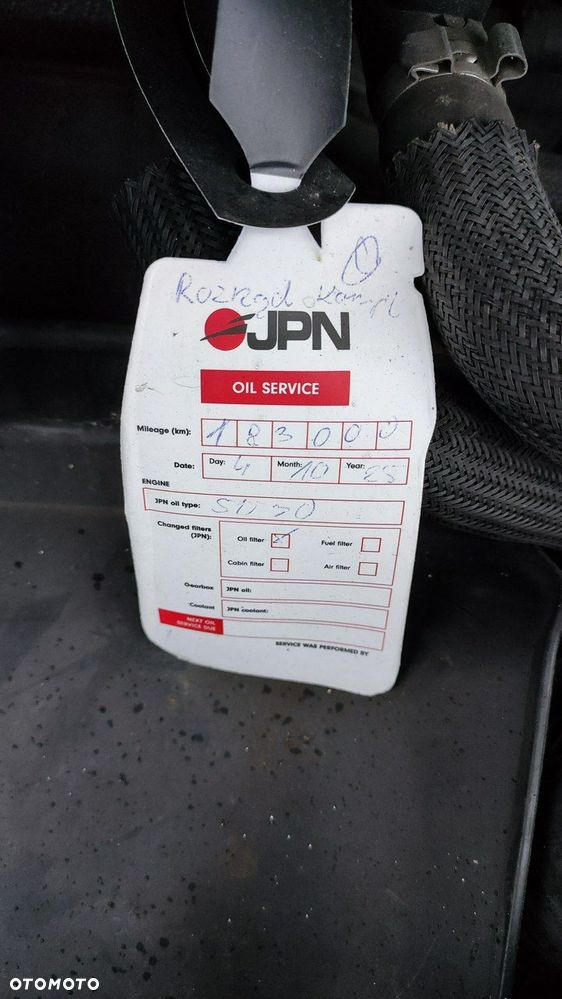 Rozrząd Kompl
JPN
OIL SERVICE
Mileage (km): 183000
Date: Day: 4 Month: 10 Year: 25
ENGINE
JPN oil type: 5W30
Changed filters (JPN): Oil filter Fuel filter
Cabin filter Air filter
Gearbox JPN oil:
Coolant JPN coolant:
NEXT OIL
SERVICE DUE
SERVICE WAS PERFORMED BY
OTOMOTO